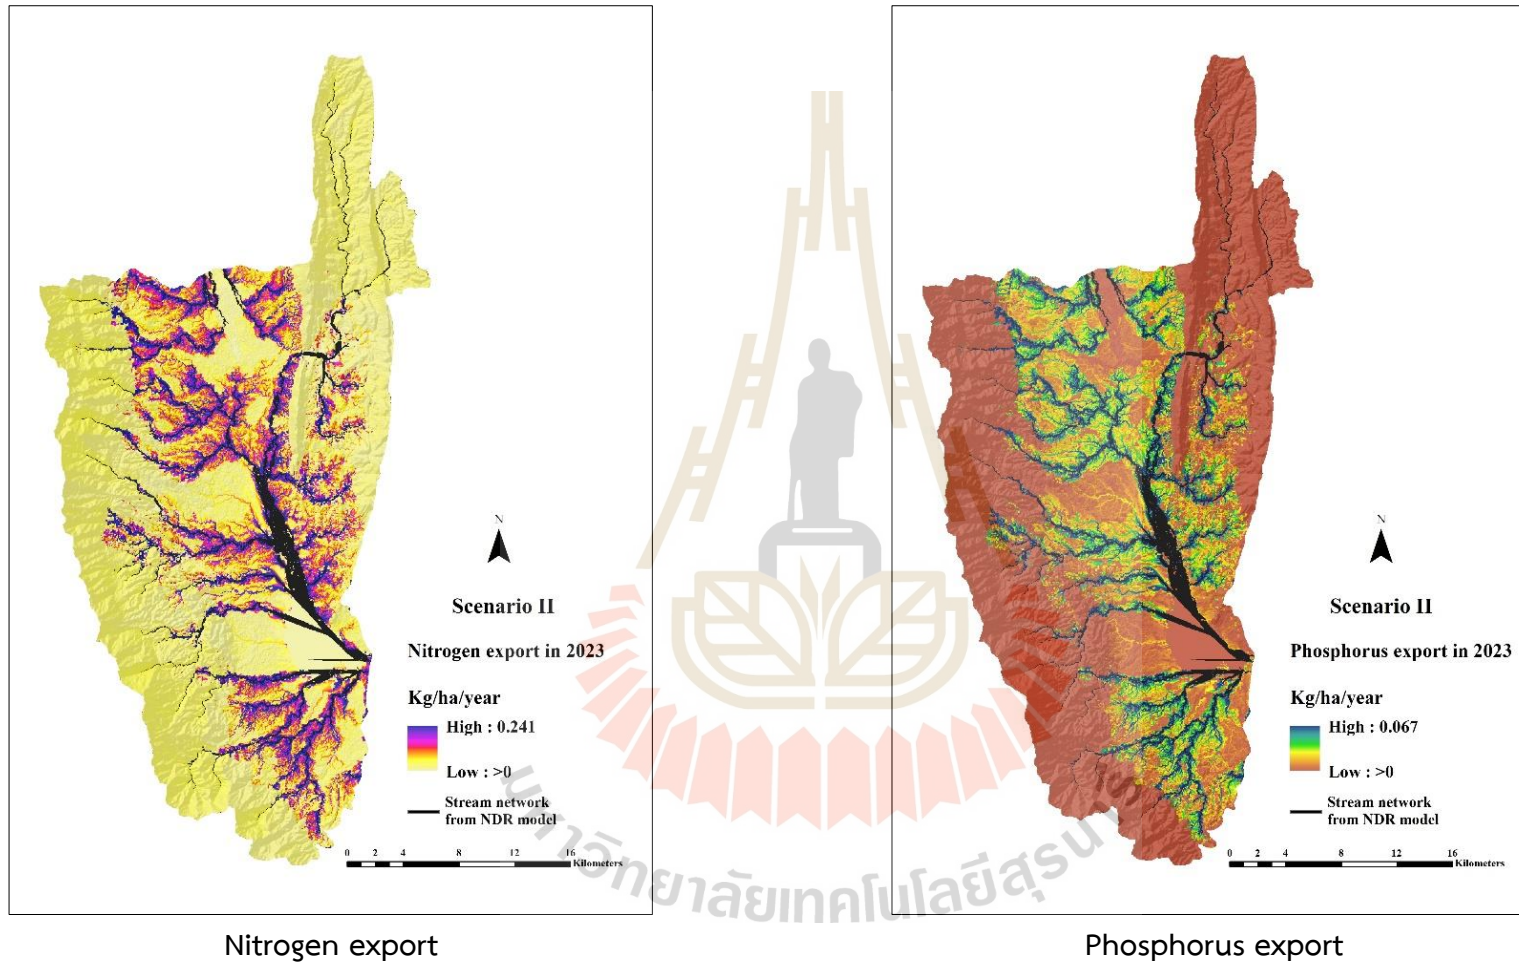 N
Scenario II
Nitrogen export in 2023
Kg/ha/year
High : 0.241
Low : >0
Stream network
from NDR model
0 2 4 8 12 16
Kilometers
Nitrogen export
N
Scenario II
Phosphorus export in 2023
Kg/ha/year
High : 0.067
Low : >0
Stream network
from NDR model
0 2 4 8 12 16
Kilometers
Phosphorus export
มหาวิทยาลัยเทคโนโลยีสุรนารี